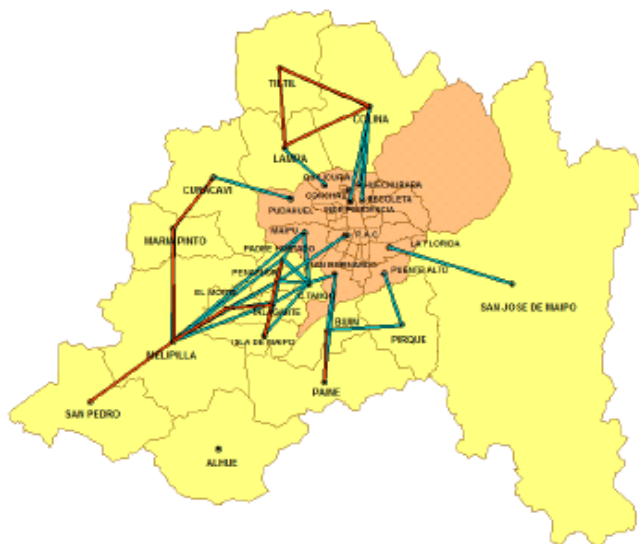 TILTIL
COLINA
LAMPA
QUILICURA
HUECHURABA
CURACAVI
CONCHALI
RECOLETA
PUDAHUEL
INDEPENDENCIA
MAIPU
P.A.C.
MARIA PINTO
PADRE HURTADO
LA FLORIDA
PEÑAFLOR
SAN BERNARDO
PUENTE ALTO
EL MONTE
C.TANGO
SAN JOSE DE MAIPO
TALAGANTE
BUIN
MELIPILLA
ISLA DE MAIPO
PIRQUE
PAINE
SAN PEDRO
ALHUE